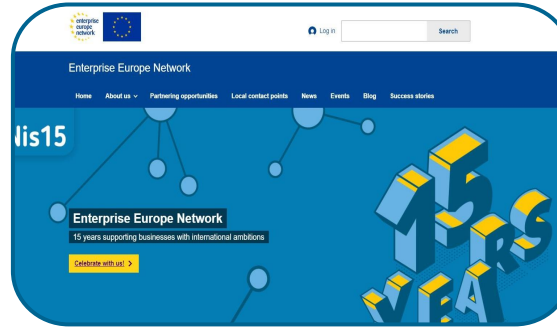 enterprise
europe
network
Log in
Search
Enterprise Europe Network
Home About us Partnering opportunities Local contact points News Events Blog Success stories
Nis15
Enterprise Europe Network
15 years supporting businesses with international ambitions
Celebrate with us!
15
YEARS